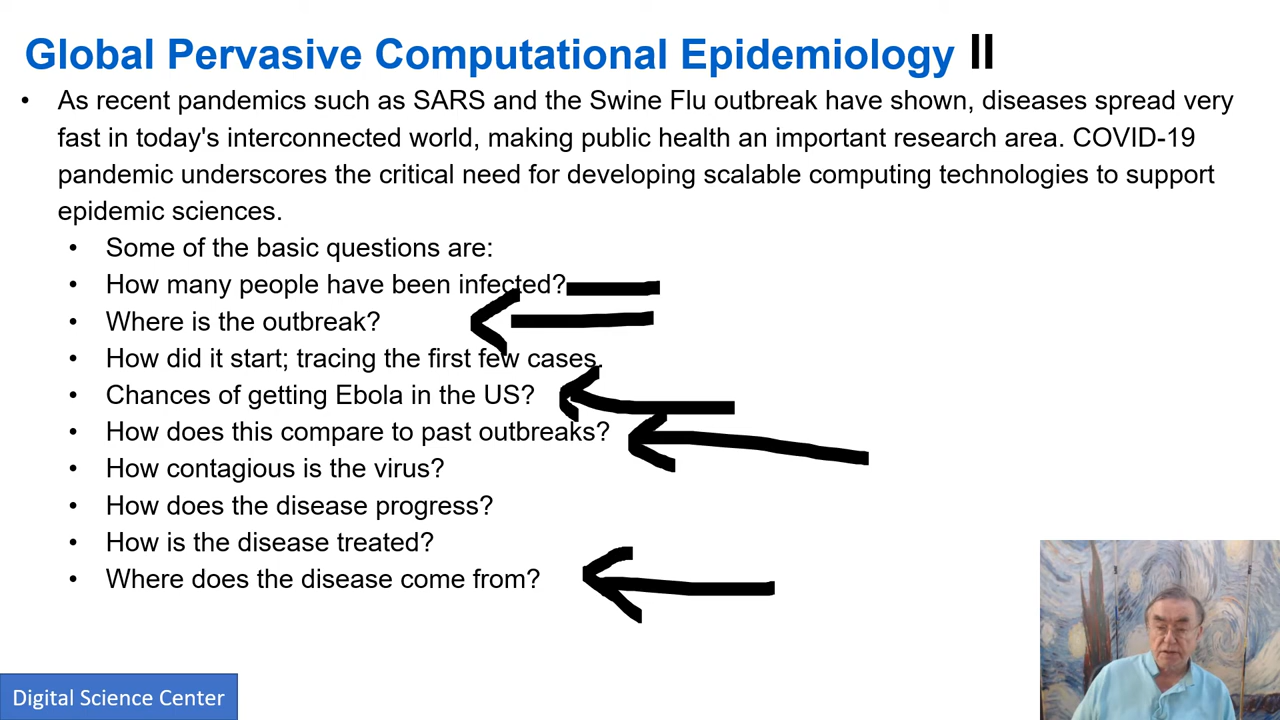 Global Pervasive Computational Epidemiology II
• As recent pandemics such as SARS and the Swine Flu outbreak have shown, diseases spread very
fast in today's interconnected world, making public health an important research area. COVID-19
pandemic underscores the critical need for developing scalable computing technologies to support
epidemic sciences.
• Some of the basic questions are:
• How many people have been infected?
• Where is the outbreak?
• How did it start; tracing the first few cases.
• Chances of getting Ebola in the US?
• How does this compare to past outbreaks?
• How contagious is the virus?
• How does the disease progress?
• How is the disease treated?
• Where does the disease come from?
Digital Science Center